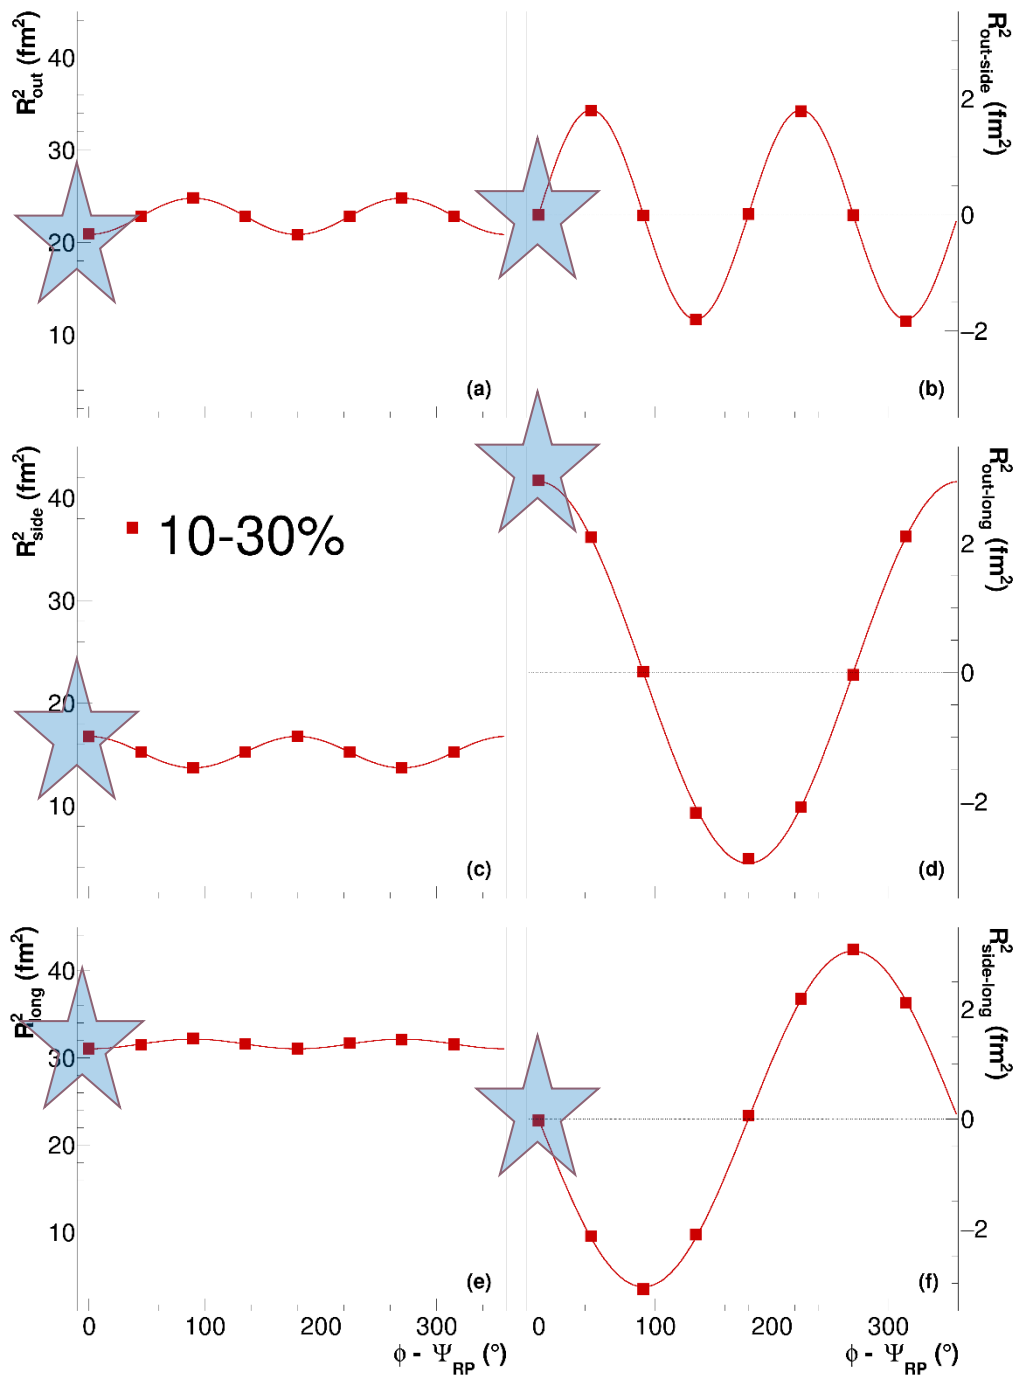 R²out (fm²)
40
30
20
10
(a)
R²out-side (fm²)
2
0
−2
(b)
R²side (fm²)
40
30
20
10
10-30%
(c)
R²out-long (fm²)
2
0
−2
(d)
R²long (fm²)
40
30
20
10
(e)
R²side-long (fm²)
2
0
−2
(f)
0 100 200 300
ϕ - ΨRP (°)
0 100 200 300
ϕ - ΨRP (°)